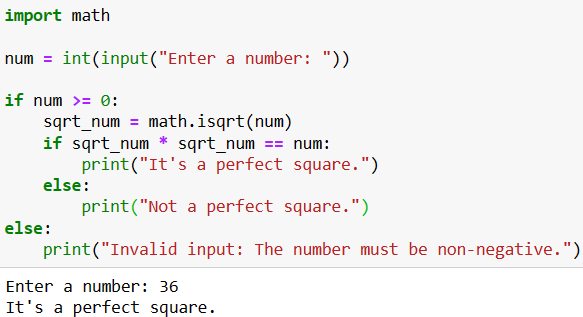 import math

num = int(input("Enter a number: "))

if num >= 0:
    sqrt_num = math.isqrt(num)
    if sqrt_num * sqrt_num == num:
        print("It's a perfect square.")
    else:
        print("Not a perfect square.")
else:
    print("Invalid input: The number must be non-negative.")
Enter a number: 36
It's a perfect square.